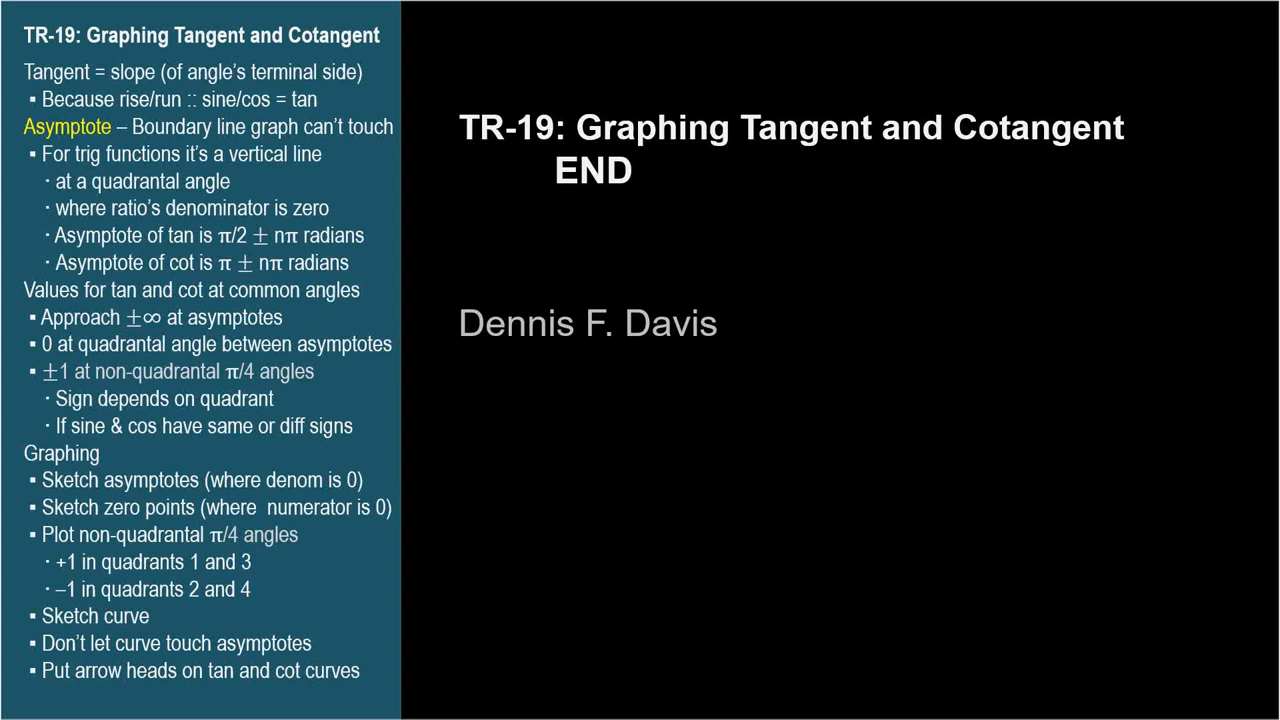 TR-19: Graphing Tangent and Cotangent
Tangent = slope (of angle's terminal side)
▪ Because rise/run :: sine/cos = tan
Asymptote – Boundary line graph can't touch
▪ For trig functions it's a vertical line
· at a quadrantal angle
· where ratio's denominator is zero
· Asymptote of tan is π/2 ± nπ radians
· Asymptote of cot is π ± nπ radians
Values for tan and cot at common angles
▪ Approach ±∞ at asymptotes
▪ 0 at quadrantal angle between asymptotes
▪ ±1 at non-quadrantal π/4 angles
· Sign depends on quadrant
· If sine & cos have same or diff signs
Graphing
▪ Sketch asymptotes (where denom is 0)
▪ Sketch zero points (where numerator is 0)
▪ Plot non-quadrantal π/4 angles
· +1 in quadrants 1 and 3
· –1 in quadrants 2 and 4
▪ Sketch curve
▪ Don't let curve touch asymptotes
▪ Put arrow heads on tan and cot curves
TR-19: Graphing Tangent and Cotangent
END
Dennis F. Davis